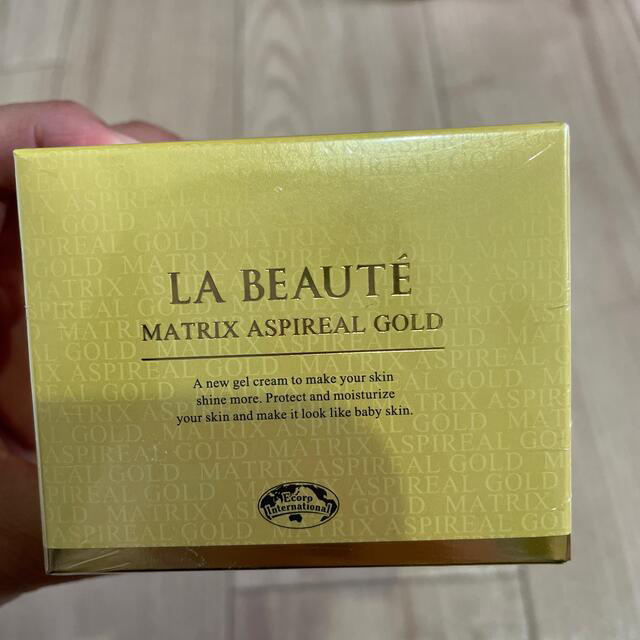 LA BEAUTÉ
MATRIX ASPIREAL GOLD
A new gel cream to make your skin
shine more. Protect and moisturize
your skin and make it look like baby skin.
Ecorp
International